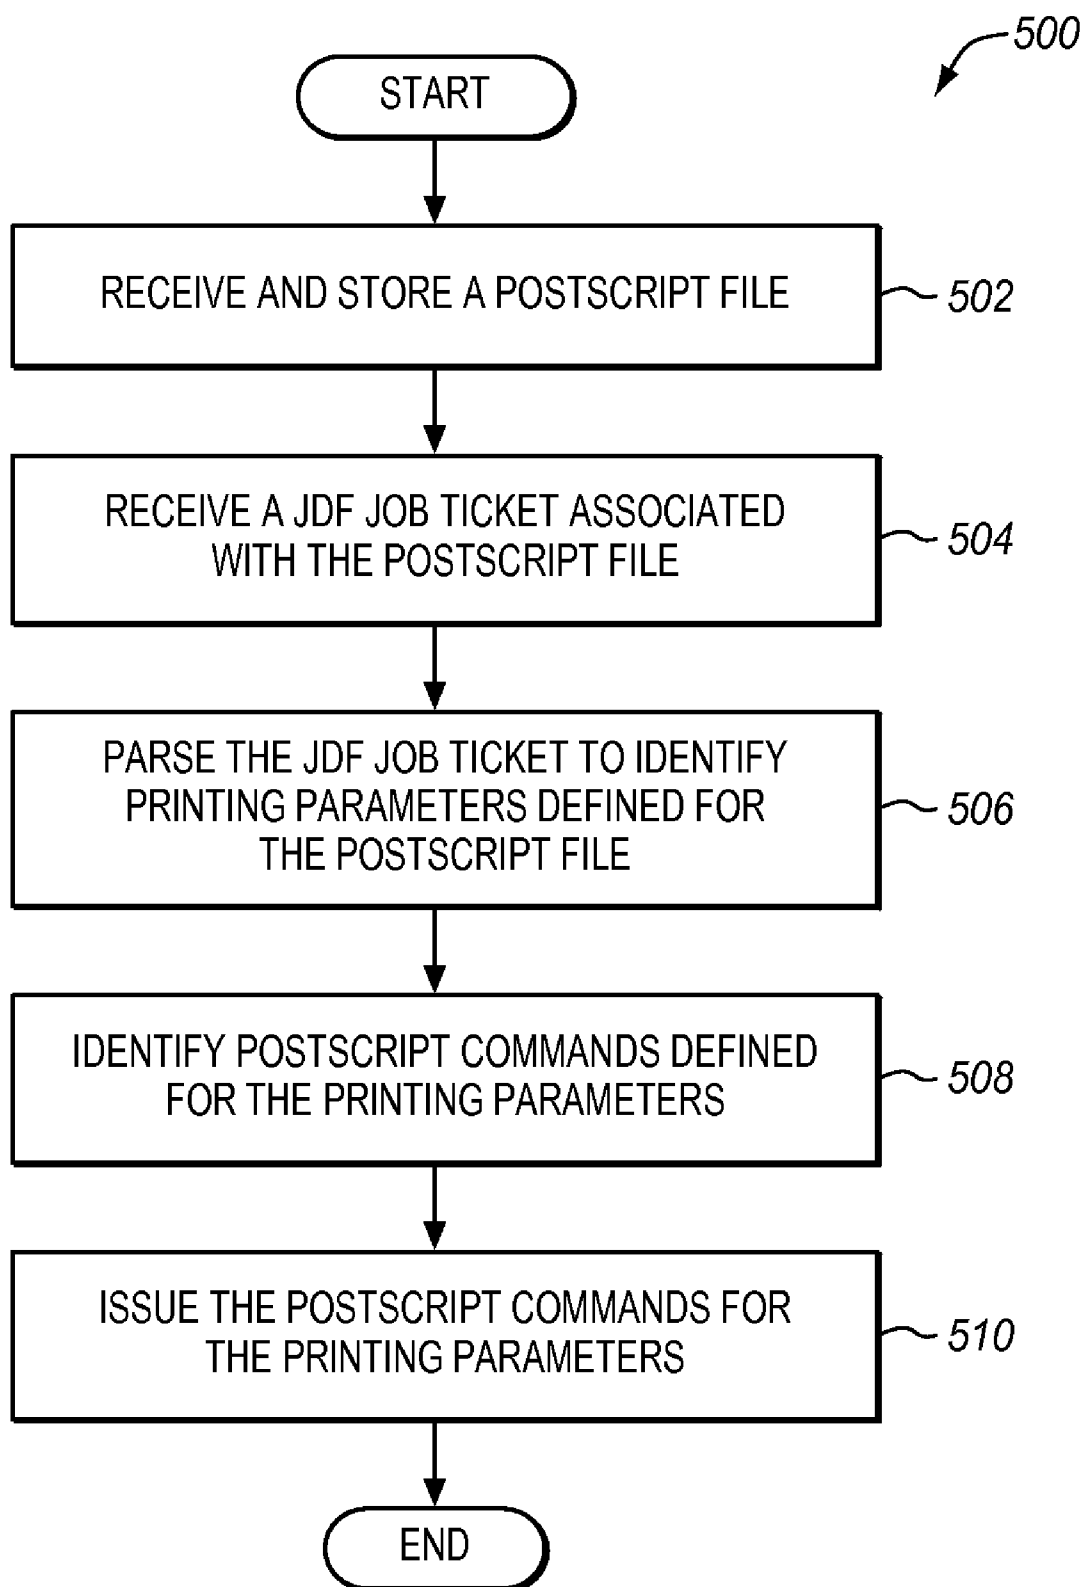 500
START
RECEIVE AND STORE A POSTSCRIPT FILE
502
RECEIVE A JDF JOB TICKET ASSOCIATED
WITH THE POSTSCRIPT FILE
504
PARSE THE JDF JOB TICKET TO IDENTIFY
PRINTING PARAMETERS DEFINED FOR
THE POSTSCRIPT FILE
506
IDENTIFY POSTSCRIPT COMMANDS DEFINED
FOR THE PRINTING PARAMETERS
508
ISSUE THE POSTSCRIPT COMMANDS FOR
THE PRINTING PARAMETERS
510
END